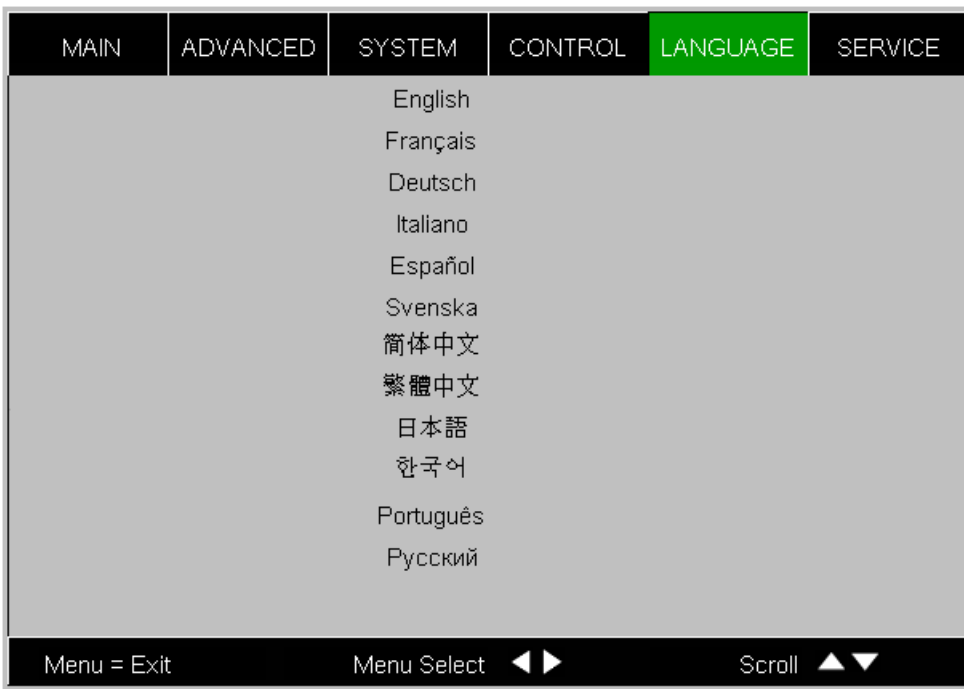 MAIN ADVANCED SYSTEM CONTROL LANGUAGE SERVICE
English
Français
Deutsch
Italiano
Español
Svenska
简体中文
繁體中文
日本語
한국어
Português
Русский
Menu = Exit Menu Select ◀ ▶ Scroll ▲ ▼